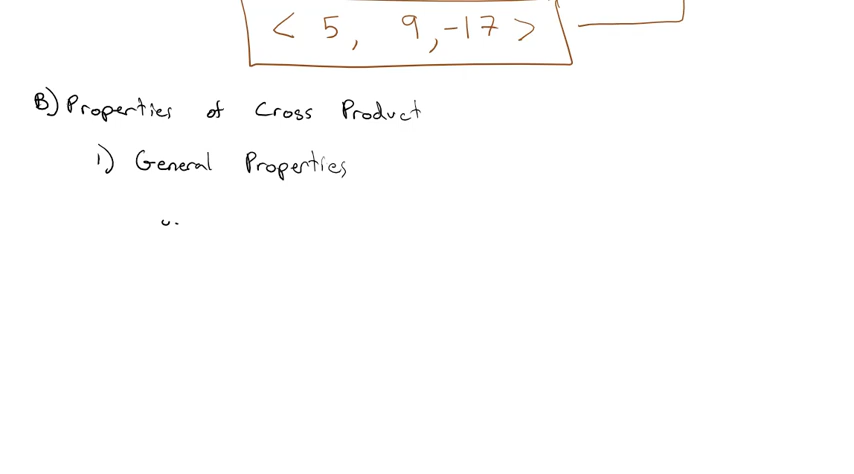 < 5, 9, -17 >
B) Properties of Cross Product
1) General Properties